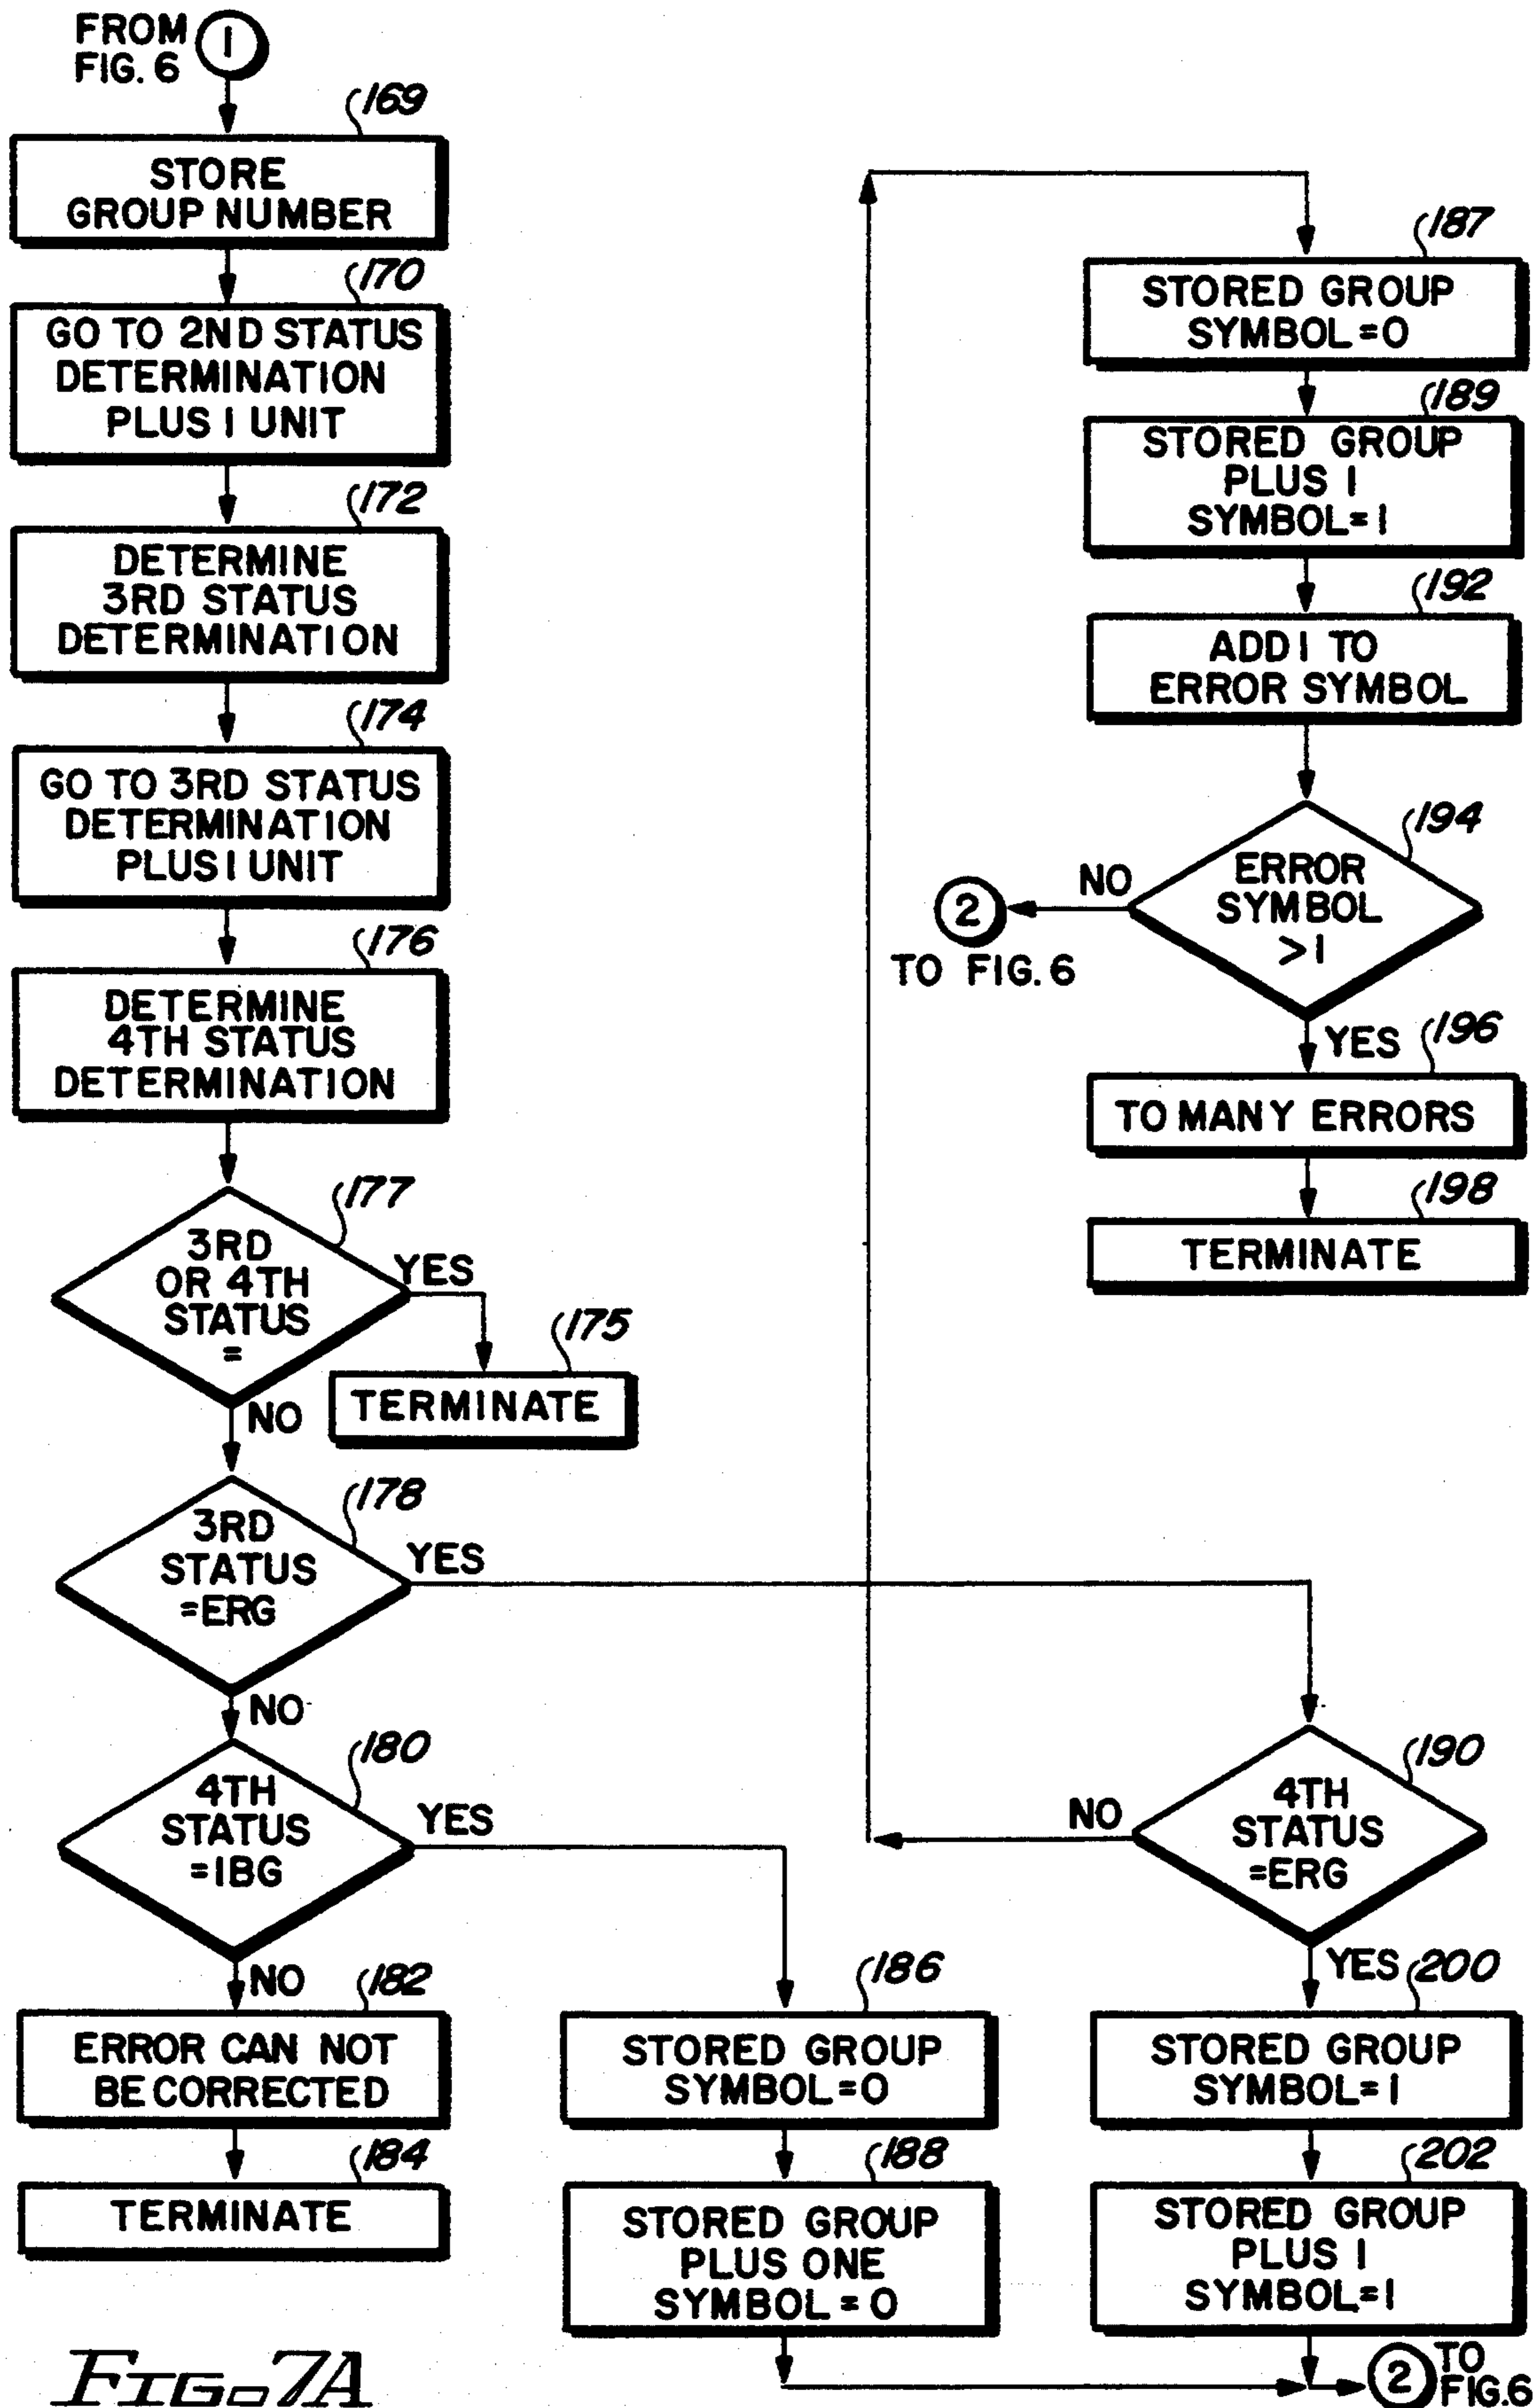 FROM
FIG. 6
1
169
STORE
GROUP NUMBER
170
GO TO 2ND STATUS
DETERMINATION
PLUS 1 UNIT
172
DETERMINE
3RD STATUS
DETERMINATION
174
GO TO 3RD STATUS
DETERMINATION
PLUS 1 UNIT
176
DETERMINE
4TH STATUS
DETERMINATION
177
3RD
OR 4TH
STATUS
=
YES
175
TERMINATE
NO
178
3RD
STATUS
=ERG
YES
NO
180
4TH
STATUS
=IBG
YES
NO
182
ERROR CAN NOT
BE CORRECTED
184
TERMINATE
186
STORED GROUP
SYMBOL=0
188
STORED GROUP
PLUS ONE
SYMBOL=0
187
STORED GROUP
SYMBOL=0
189
STORED GROUP
PLUS 1
SYMBOL=1
192
ADD 1 TO
ERROR SYMBOL
194
ERROR
SYMBOL
>1
NO
2
TO FIG. 6
YES
196
TO MANY ERRORS
198
TERMINATE
190
4TH
STATUS
=ERG
NO
YES
200
STORED GROUP
SYMBOL=1
202
STORED GROUP
PLUS 1
SYMBOL=1
2
TO
FIG.6
FIG. 7A